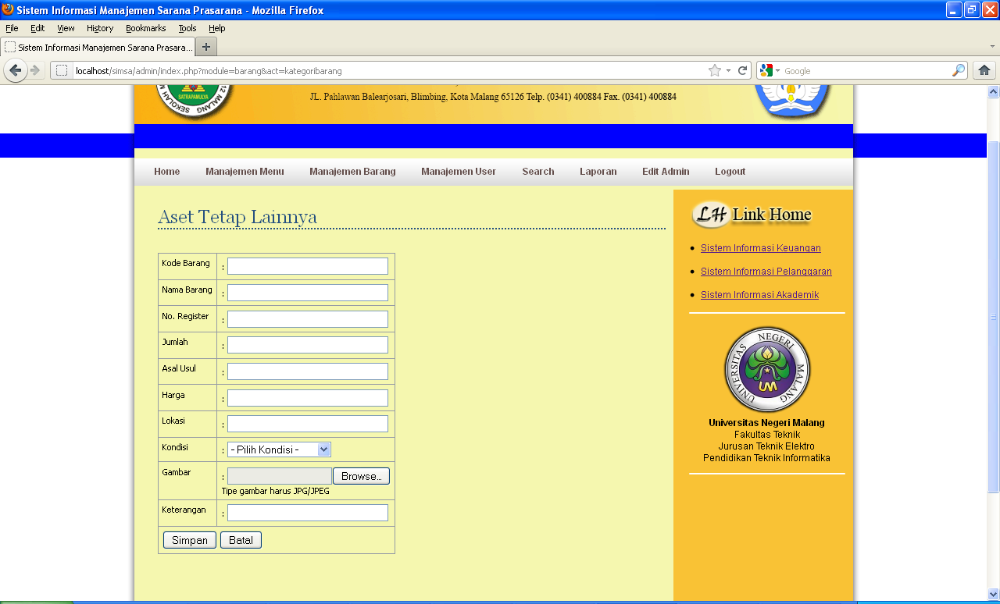 Sistem Informasi Manajemen Sarana Prasarana - Mozilla Firefox
File Edit View History Bookmarks Tools Help
Sistem Informasi Manajemen Sarana Prasara... +
localhost/simsa/admin/index.php?module=barang&act=kategoribarang Google
SATRAPAMULYA
JL. Pahlawan Balearjosari, Blimbing, Kota Malang 65126 Telp. (0341) 400884 Fax. (0341) 400884
Home Manajemen Menu Manajemen Barang Manajemen User Search Laporan Edit Admin Logout
Aset Tetap Lainnya
Kode Barang :
Nama Barang :
No. Register :
Jumlah :
Asal Usul :
Harga :
Lokasi :
Kondisi : - Pilih Kondisi -
Gambar : Browse...
Tipe gambar harus JPG/JPEG
Keterangan :
Simpan Batal
LH Link Home
Sistem Informasi Keuangan
Sistem Informasi Pelanggaran
Sistem Informasi Akademik
UNIVERSITAS NEGERI MALANG
UM
Universitas Negeri Malang
Fakultas Teknik
Jurusan Teknik Elektro
Pendidikan Teknik Informatika